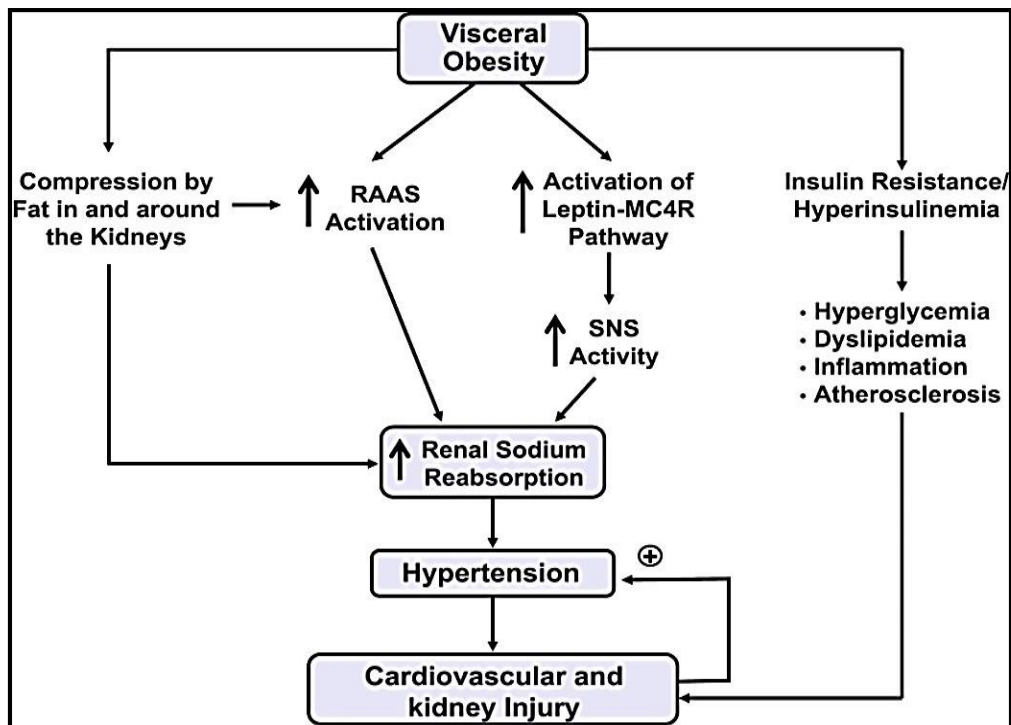 Visceral
Obesity
Compression by
Fat in and around
the Kidneys
RAAS
Activation
Activation of
Leptin-MC4R
Pathway
Insulin Resistance/
Hyperinsulinemia
SNS
Activity
· Hyperglycemia
· Dyslipidemia
· Inflammation
· Atherosclerosis
Renal Sodium
Reabsorption
Hypertension
+
Cardiovascular and
kidney Injury